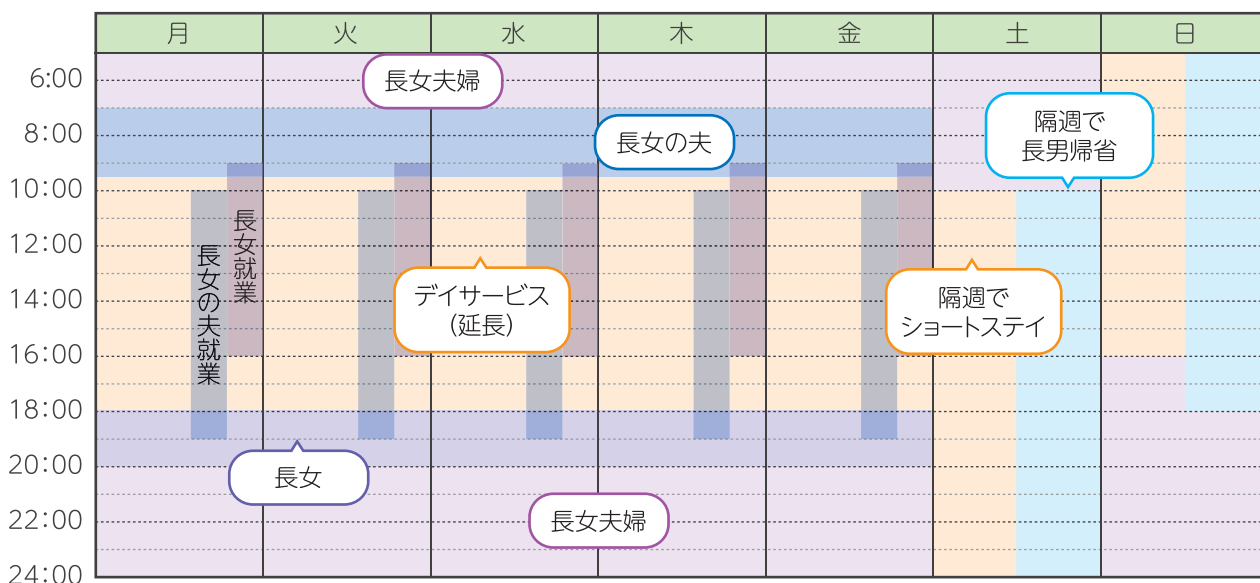 月
火
水
木
金
土
日
6:00
8:00
10:00
12:00
14:00
16:00
18:00
20:00
22:00
24:00
長女夫婦
長女の夫
隔週で
長男帰省
長女就業
長女の夫就業
デイサービス
(延長)
隔週で
ショートステイ
長女
長女夫婦